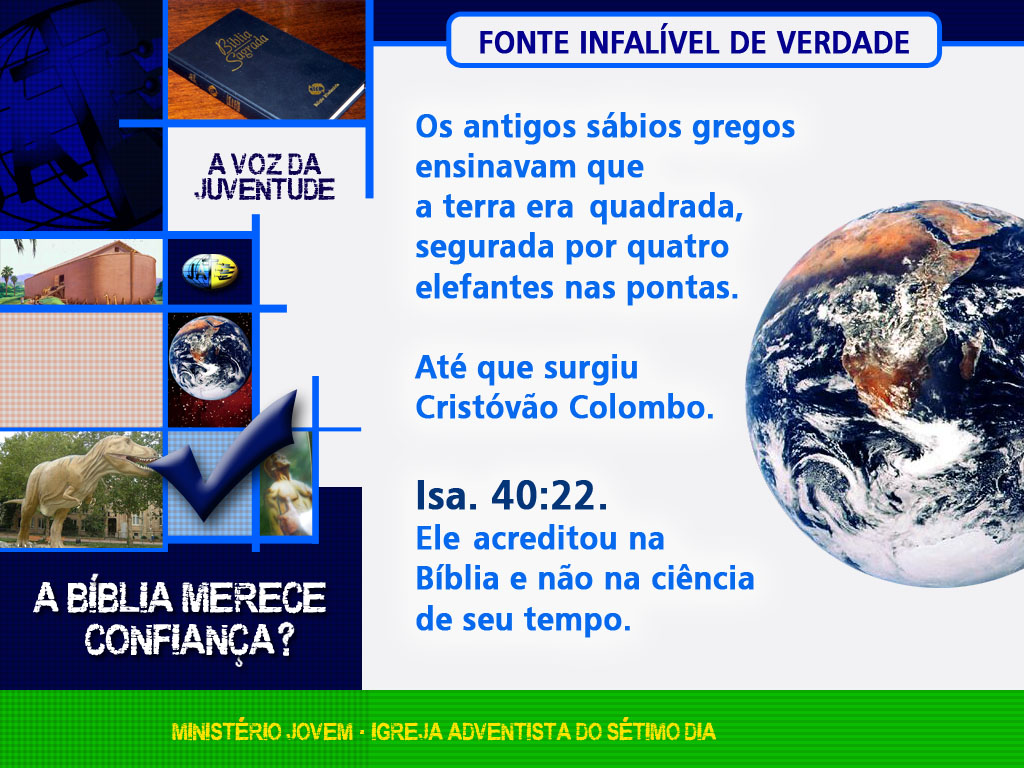 FONTE INFALÍVEL DE VERDADE
Bíblia
Sagrada
A VOZ DA
JUVENTUDE
Os antigos sábios gregos
ensinavam que
a terra era quadrada,
segurada por quatro
elefantes nas pontas.
Até que surgiu
Cristóvão Colombo.
Isa. 40:22.
Ele acreditou na
Bíblia e não na ciência
de seu tempo.
A BÍBLIA MERECE
CONFIANÇA?
MINISTÉRIO JOVEM - IGREJA ADVENTISTA DO SÉTIMO DIA